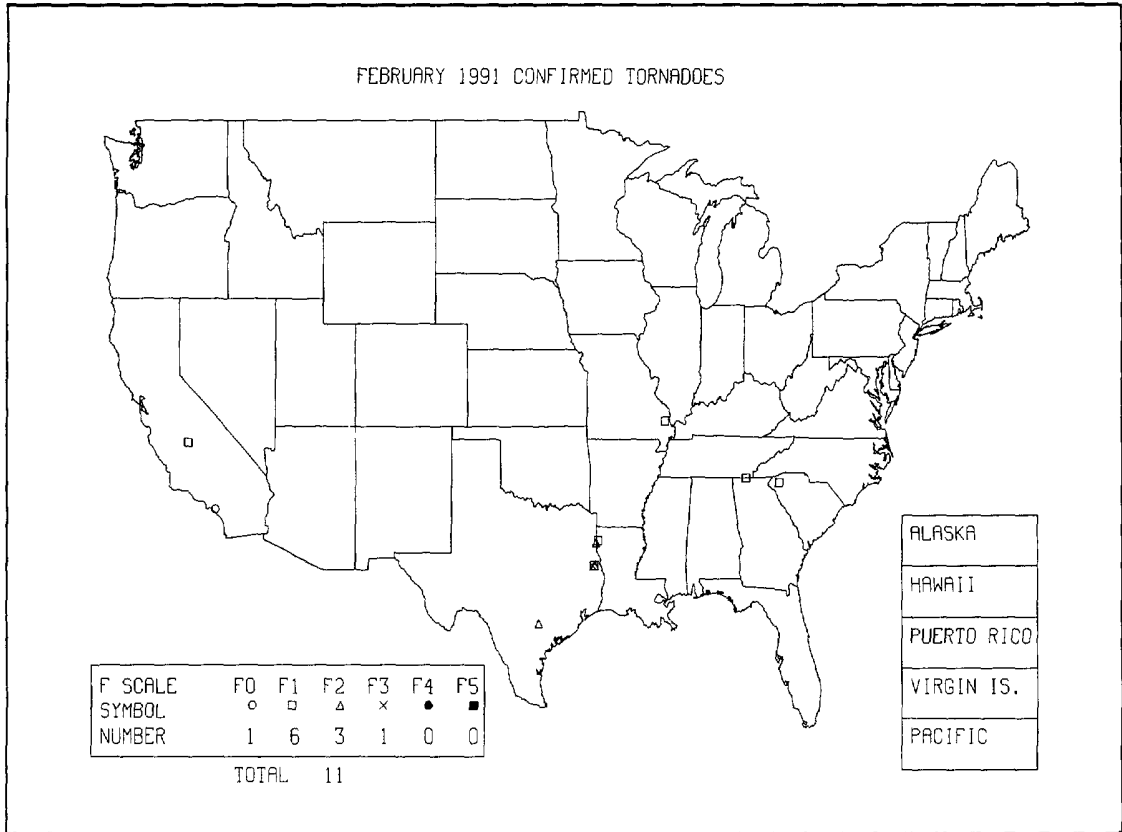 FEBRUARY 1991 CONFIRMED TORNADOES
ALASKA
HAWAII
PUERTO RICO
VIRGIN IS.
PACIFIC
F SCALE F0 F1 F2 F3 F4 F5
SYMBOL
NUMBER 1 6 3 1 0 0
TOTAL 11